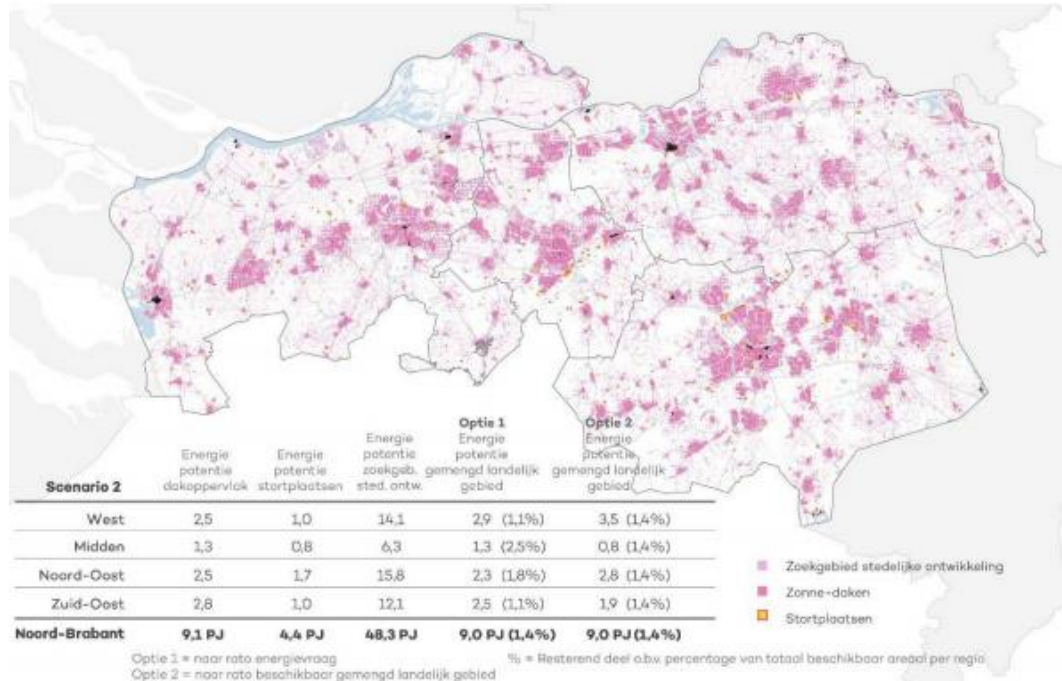 Optie 1
Optie 2
Energie potentie dakoppervlak
Energie potentie stortplaatsen
Energie potentie zoekgeb. sted. ontw.
Energie potentie gemengd landelijk gebied
Energie potentie gemengd landelijk gebied
Scenario 2
West 2,5 1,0 14,1 2,9 (1,1%) 3,5 (1,4%)
Midden 1,3 0,8 6,3 1,3 (2,5%) 0,8 (1,4%)
Noord-Oost 2,5 1,7 15,8 2,3 (1,8%) 2,8 (1,4%)
Zuid-Oost 2,8 1,0 12,1 2,5 (1,1%) 1,9 (1,4%)
Noord-Brabant 9,1 PJ 4,4 PJ 48,3 PJ 9,0 PJ (1,4%) 9,0 PJ (1,4%)
Zoekgebied stedelijke ontwikkeling
Zonne-daken
Stortplaatsen
Optie 1 = naar rato energievraag
% = Resterend deel o.b.v. percentage van totaal beschikbaar areaal per regio
Optie 2 = naar rato beschikbaar gemengd landelijk gebied